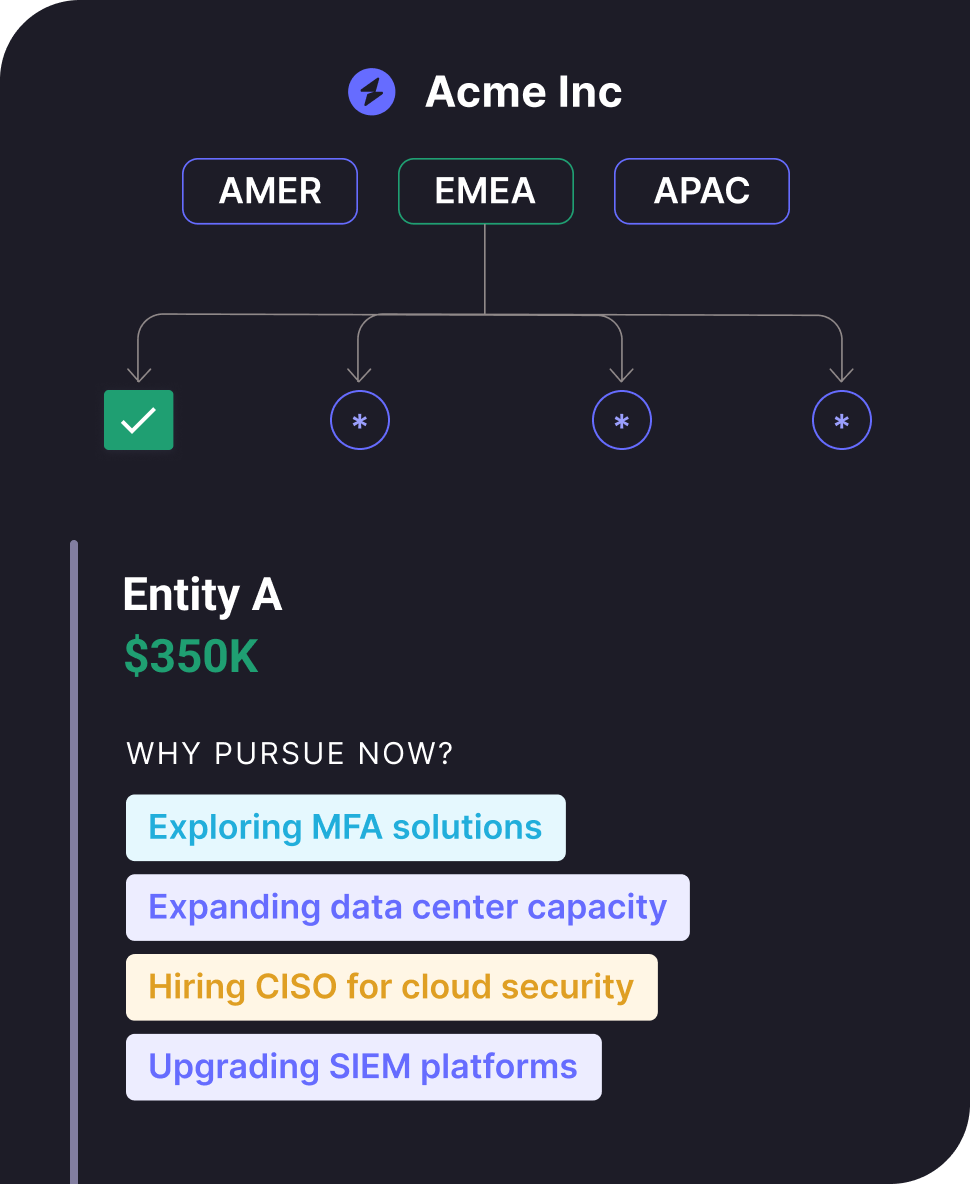 Acme Inc
AMER EMEA APAC
* * *
Entity A
$350K
WHY PURSUE NOW?
Exploring MFA solutions
Expanding data center capacity
Hiring CISO for cloud security
Upgrading SIEM platforms